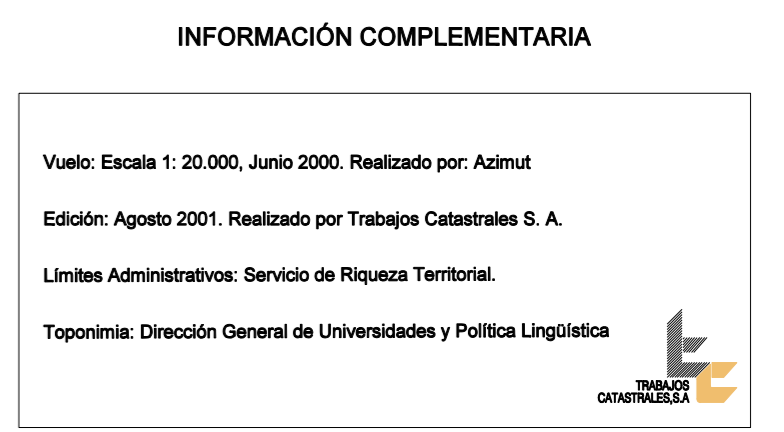 INFORMACIÓN COMPLEMENTARIA
Vuelo: Escala 1: 20.000, Junio 2000. Realizado por: Azimut
Edición: Agosto 2001. Realizado por Trabajos Catastrales S. A.
Límites Administrativos: Servicio de Riqueza Territorial.
Toponimia: Dirección General de Universidades y Política Lingüística
TRABAJOS
CATASTRALES,S.A